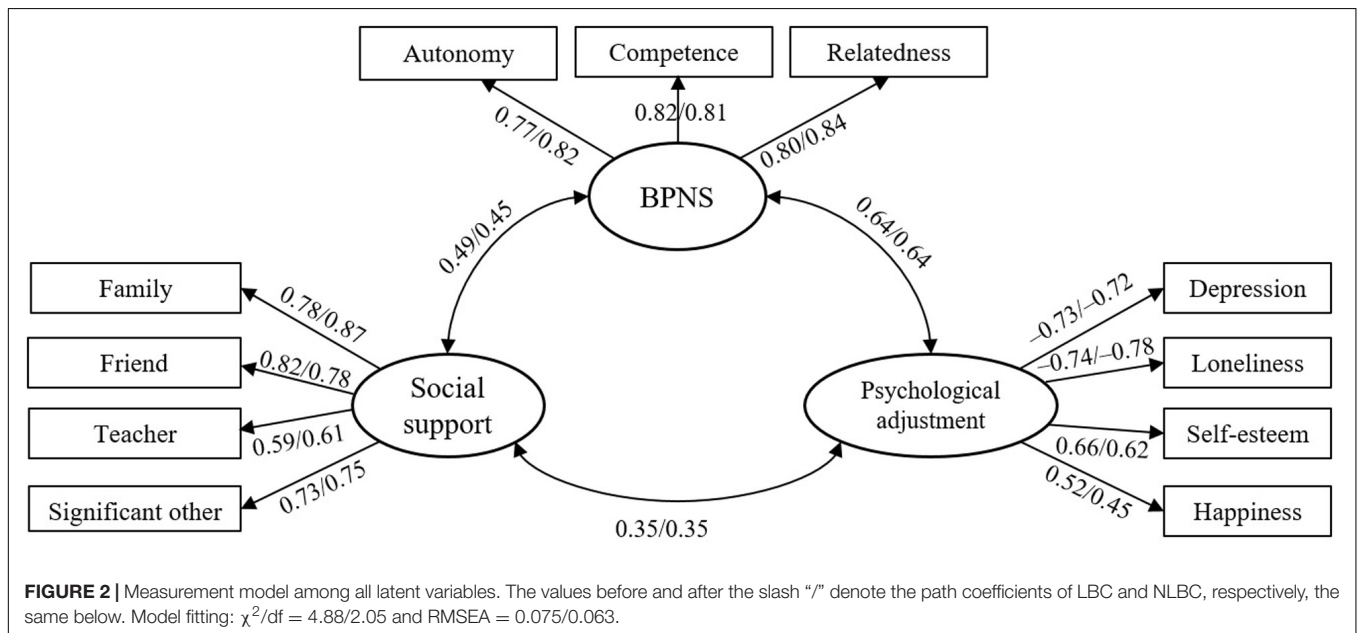 Autonomy
Competence
Relatedness
0.77/0.82
0.82/0.81
0.80/0.84
BPNS
0.49/0.45
0.64/0.64
Family
Friend
Teacher
Significant other
0.78/0.87
0.82/0.78
0.59/0.61
0.73/0.75
Social
support
0.35/0.35
Psychological
adjustment
–0.73/–0.72
–0.74/–0.78
0.66/0.62
0.52/0.45
Depression
Loneliness
Self-esteem
Happiness
FIGURE 2 | Measurement model among all latent variables. The values before and after the slash “/” denote the path coefficients of LBC and NLBC, respectively, the
same below. Model fitting: χ²/df = 4.88/2.05 and RMSEA = 0.075/0.063.